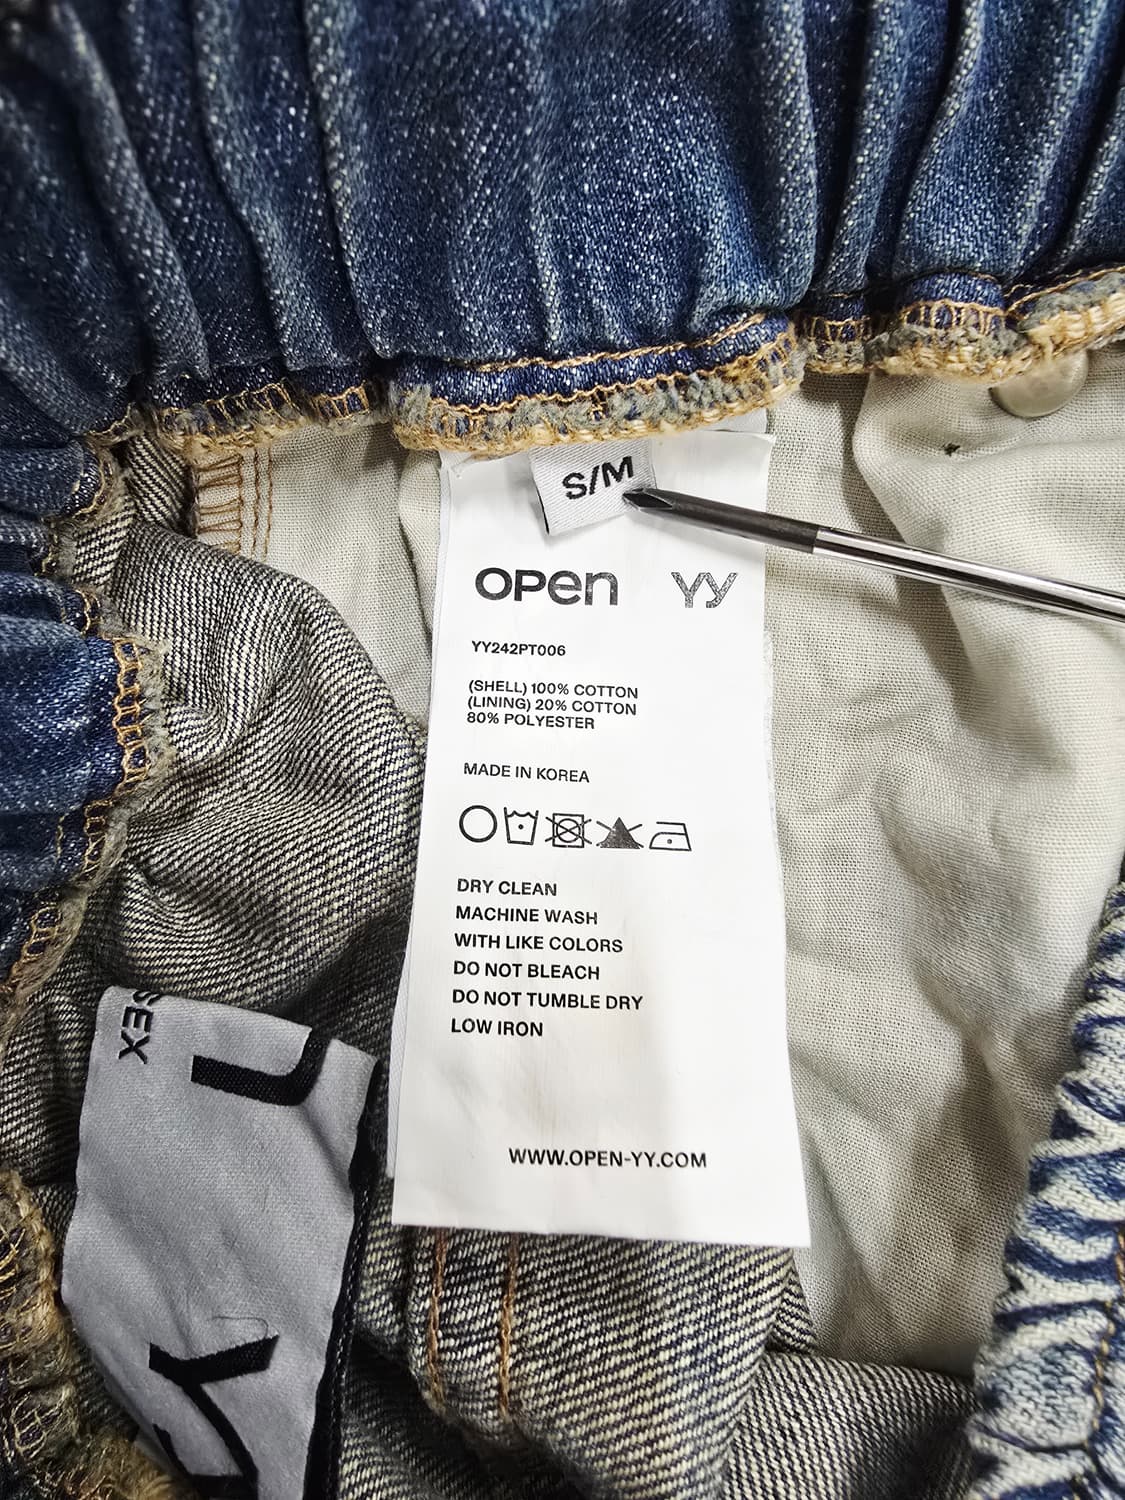 S/M
OPEN YY
YY242PT006
(SHELL) 100% COTTON
(LINING) 20% COTTON
80% POLYESTER
MADE IN KOREA
DRY CLEAN
MACHINE WASH
WITH LIKE COLORS
DO NOT BLEACH
DO NOT TUMBLE DRY
LOW IRON
WWW.OPEN-YY.COM
SEX